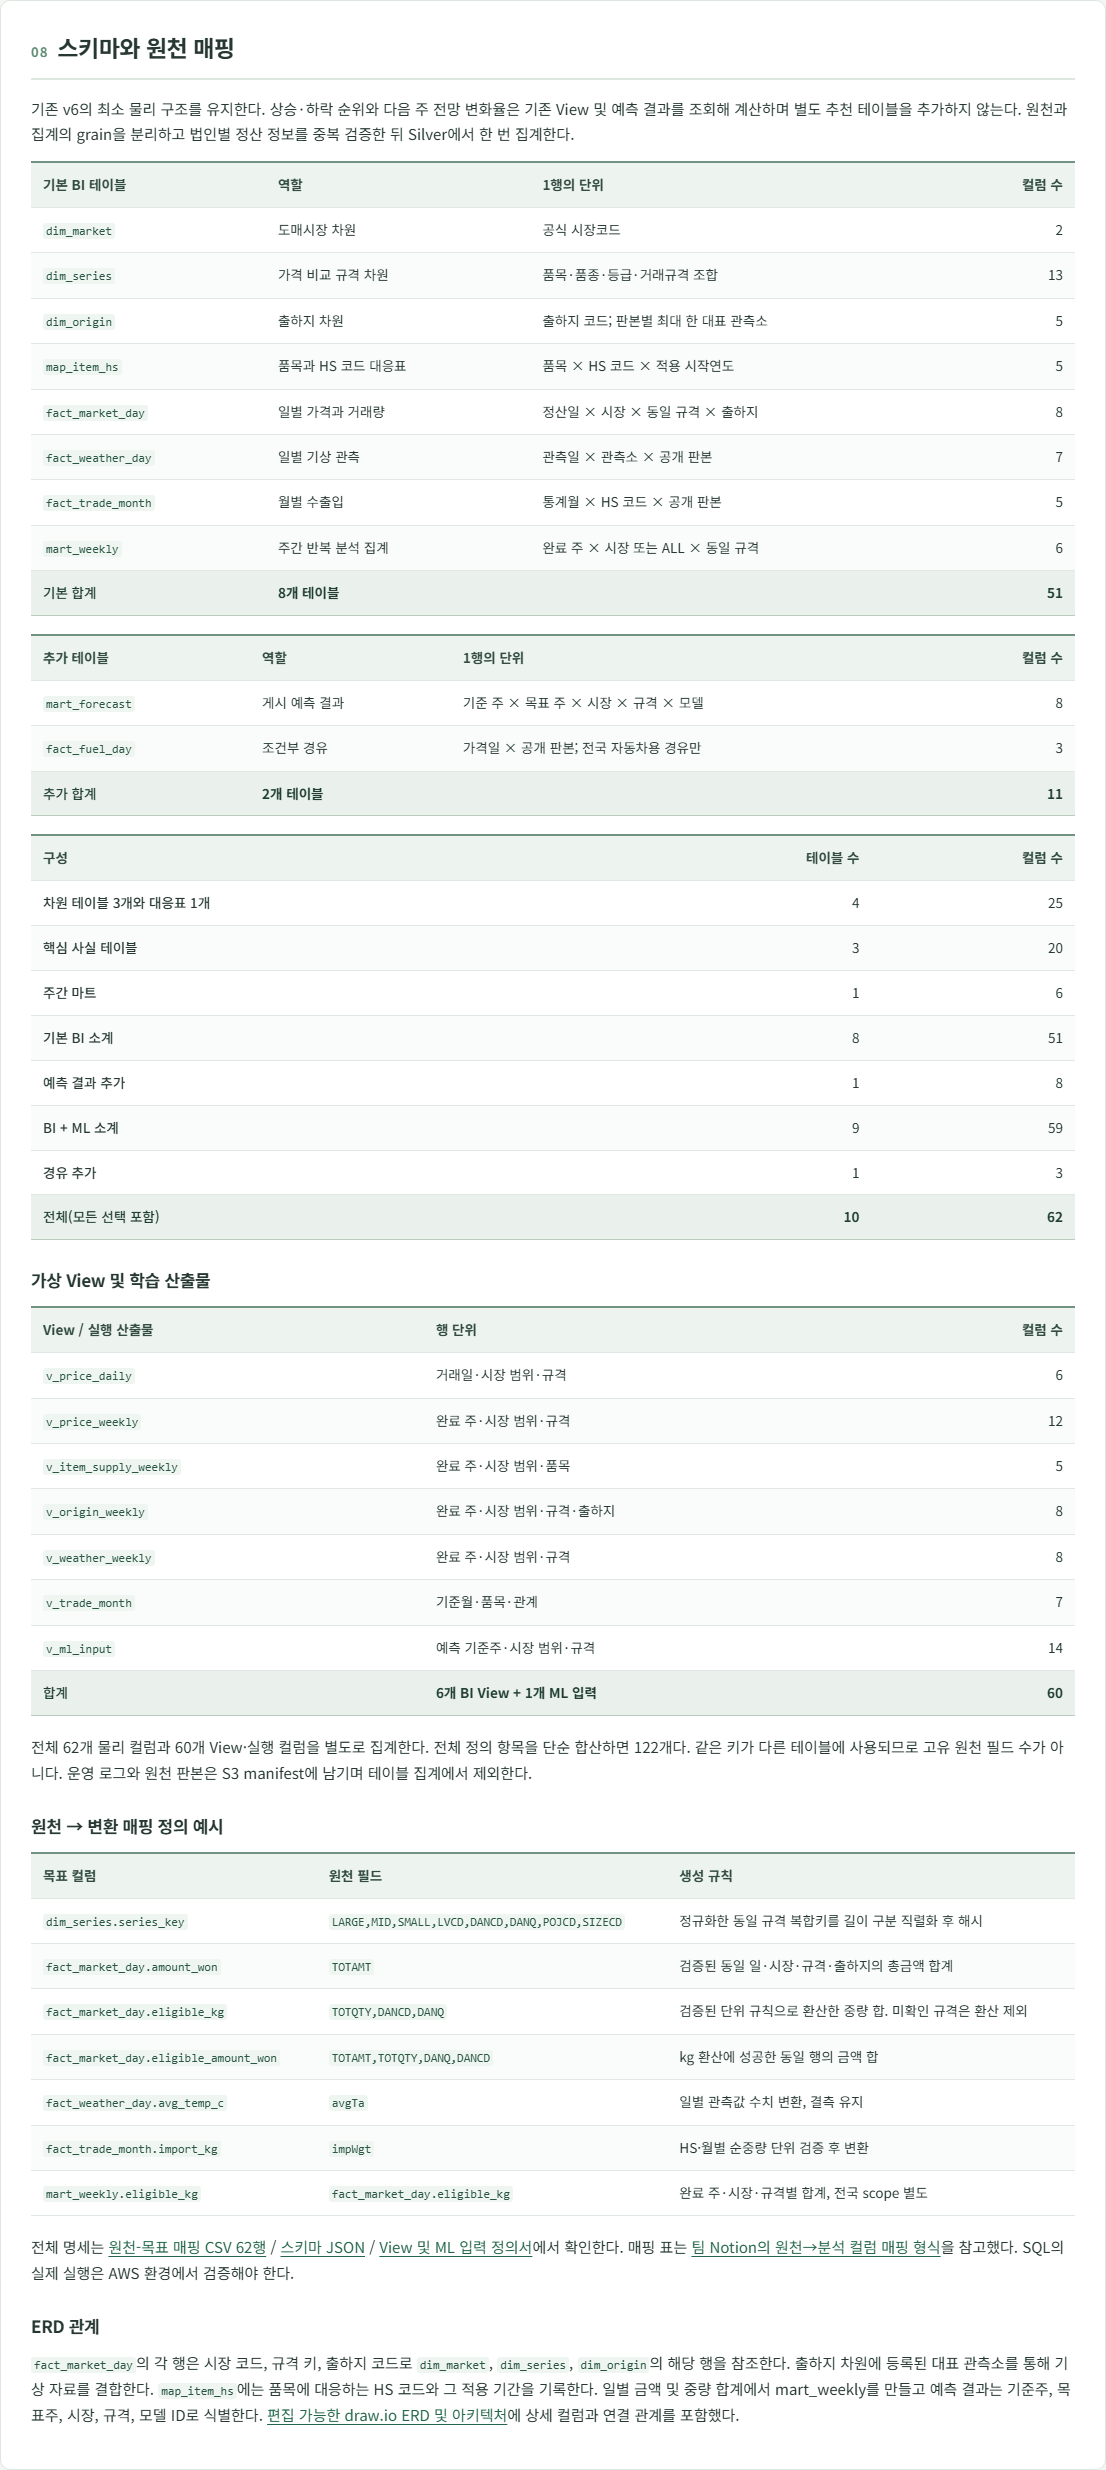 08 스키마와 원천 매핑
기존 v6의 최소 물리 구조를 유지한다. 상승·하락 순위와 다음 주 전망 변화율은 기존 View 및 예측 결과를 조회해 계산하며 별도 추천 테이블을 추가하지 않는다. 원천과
집계의 grain을 분리하고 법인별 정산 정보를 중복 검증한 뒤 Silver에서 한 번 집계한다.
기본 BI 테이블 역할 1행의 단위 컬럼 수
dim_market 도매시장 차원 공식 시장코드 2
dim_series 가격 비교 규격 차원 품목·품종·등급·거래규격 조합 13
dim_origin 출하지 차원 출하지 코드; 판본별 최대 한 대표 관측소 5
map_item_hs 품목과 HS 코드 대응표 품목 × HS 코드 × 적용 시작연도 5
fact_market_day 일별 가격과 거래량 정산일 × 시장 × 동일 규격 × 출하지 8
fact_weather_day 일별 기상 관측 관측일 × 관측소 × 공개 판본 7
fact_trade_month 월별 수출입 통계월 × HS 코드 × 공개 판본 5
mart_weekly 주간 반복 분석 집계 완료 주 × 시장 또는 ALL × 동일 규격 6
기본 합계 8개 테이블 51
추가 테이블 역할 1행의 단위 컬럼 수
mart_forecast 게시 예측 결과 기준 주 × 목표 주 × 시장 × 규격 × 모델 8
fact_fuel_day 조건부 경유 가격일 × 공개 판본; 전국 자동차용 경유만 3
추가 합계 2개 테이블 11
구성 테이블 수 컬럼 수
차원 테이블 3개와 대응표 1개 4 25
핵심 사실 테이블 3 20
주간 마트 1 6
기본 BI 소계 8 51
예측 결과 추가 1 8
BI + ML 소계 9 59
경유 추가 1 3
전체(모든 선택 포함) 10 62
가상 View 및 학습 산출물
View / 실행 산출물 행 단위 컬럼 수
v_price_daily 거래일·시장 범위·규격 6
v_price_weekly 완료 주·시장 범위·규격 12
v_item_supply_weekly 완료 주·시장 범위·품목 5
v_origin_weekly 완료 주·시장 범위·규격·출하지 8
v_weather_weekly 완료 주·시장 범위·규격 8
v_trade_month 기준월·품목·관계 7
v_ml_input 예측 기준주·시장 범위·규격 14
합계 6개 BI View + 1개 ML 입력 60
전체 62개 물리 컬럼과 60개 View·실행 컬럼을 별도로 집계한다. 전체 정의 항목을 단순 합산하면 122개다. 같은 키가 다른 테이블에 사용되므로 고유 원천 필드 수가 아
니다. 운영 로그와 원천 판본은 S3 manifest에 남기며 테이블 집계에서 제외한다.
원천 → 변환 매핑 정의 예시
목표 컬럼 원천 필드 생성 규칙
dim_series.series_key LARGE,MID,SMALL,LVCD,DANCD,DANQ,POJCD,SIZECD 정규화한 동일 규격 복합키를 길이 구분 직렬화 후 해시
fact_market_day.amount_won TOTAMT 검증된 동일 일·시장·규격·출하지의 총금액 합계
fact_market_day.eligible_kg TOTQTY,DANCD,DANQ 검증된 단위 규칙으로 환산한 중량 합. 미확인 규격은 환산 제외
fact_market_day.eligible_amount_won TOTAMT,TOTQTY,DANQ,DANCD kg 환산에 성공한 동일 행의 금액 합
fact_weather_day.avg_temp_c avgTa 일별 관측값 수치 변환, 결측 유지
fact_trade_month.import_kg impWgt HS·월별 순중량 단위 검증 후 변환
mart_weekly.eligible_kg fact_market_day.eligible_kg 완료 주·시장·규격별 합계, 전국 scope 별도
전체 명세는 원천-목표 매핑 CSV 62행 / 스키마 JSON / View 및 ML 입력 정의서에서 확인한다. 매핑 표는 팀 Notion의 원천→분석 컬럼 매핑 형식을 참고했다. SQL의
실제 실행은 AWS 환경에서 검증해야 한다.
ERD 관계
fact_market_day의 각 행은 시장 코드, 규격 키, 출하지 코드로 dim_market, dim_series, dim_origin의 해당 행을 참조한다. 출하지 차원에 등록된 대표 관측소를 통해 기
상 자료를 결합한다. map_item_hs에는 품목에 대응하는 HS 코드와 그 적용 기간을 기록한다. 일별 금액 및 중량 합계에서 mart_weekly를 만들고 예측 결과는 기준주, 목
표주, 시장, 규격, 모델 ID로 식별한다. 편집 가능한 draw.io ERD 및 아키텍처에 상세 컬럼과 연결 관계를 포함했다.